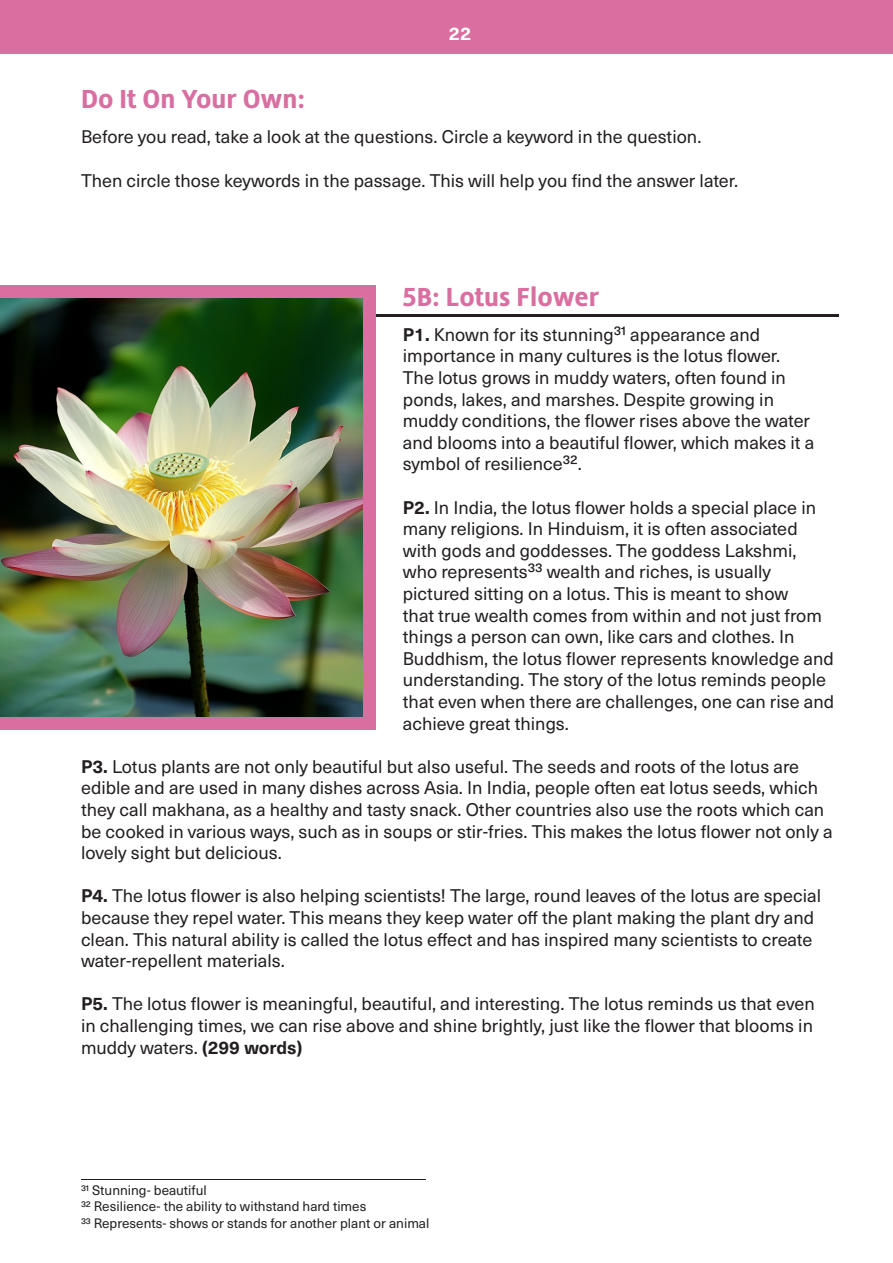 22
Do It On Your Own:
Before you read, take a look at the questions. Circle a keyword in the question.
Then circle those keywords in the passage. This will help you find the answer later.
5B: Lotus Flower
P1. Known for its stunning³¹ appearance and
importance in many cultures is the lotus flower.
The lotus grows in muddy waters, often found in
ponds, lakes, and marshes. Despite growing in
muddy conditions, the flower rises above the water
and blooms into a beautiful flower, which makes it a
symbol of resilience³².
P2. In India, the lotus flower holds a special place in
many religions. In Hinduism, it is often associated
with gods and goddesses. The goddess Lakshmi,
who represents³³ wealth and riches, is usually
pictured sitting on a lotus. This is meant to show
that true wealth comes from within and not just from
things a person can own, like cars and clothes. In
Buddhism, the lotus flower represents knowledge and
understanding. The story of the lotus reminds people
that even when there are challenges, one can rise and
achieve great things.
P3. Lotus plants are not only beautiful but also useful. The seeds and roots of the lotus are
edible and are used in many dishes across Asia. In India, people often eat lotus seeds, which
they call makhana, as a healthy and tasty snack. Other countries also use the roots which can
be cooked in various ways, such as in soups or stir-fries. This makes the lotus flower not only a
lovely sight but delicious.
P4. The lotus flower is also helping scientists! The large, round leaves of the lotus are special
because they repel water. This means they keep water off the plant making the plant dry and
clean. This natural ability is called the lotus effect and has inspired many scientists to create
water-repellent materials.
P5. The lotus flower is meaningful, beautiful, and interesting. The lotus reminds us that even
in challenging times, we can rise above and shine brightly, just like the flower that blooms in
muddy waters. (299 words)
³¹ Stunning- beautiful
³² Resilience- the ability to withstand hard times
³³ Represents- shows or stands for another plant or animal